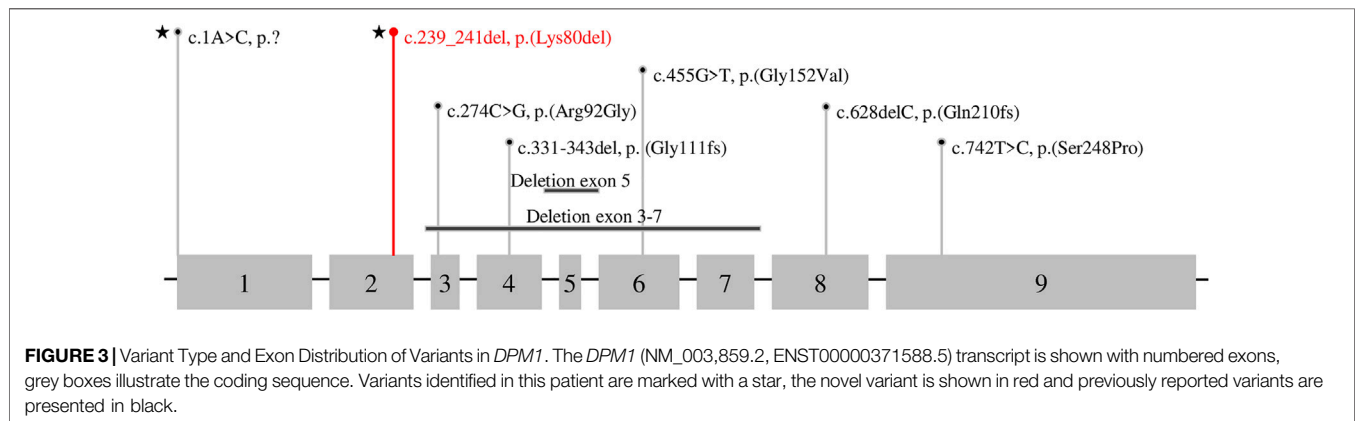 ★ c.1A>C, p.? ★ c.239_241del, p.(Lys80del)
c.455G>T, p.(Gly152Val)
c.274C>G, p.(Arg92Gly) c.628delC, p.(Gln210fs)
c.331-343del, p. (Gly111fs) c.742T>C, p.(Ser248Pro)
Deletion exon 5
Deletion exon 3-7
1 2 3 4 5 6 7 8 9
FIGURE 3 | Variant Type and Exon Distribution of Variants in DPM1. The DPM1 (NM_003,859.2, ENST00000371588.5) transcript is shown with numbered exons,
grey boxes illustrate the coding sequence. Variants identified in this patient are marked with a star, the novel variant is shown in red and previously reported variants are
presented in black.